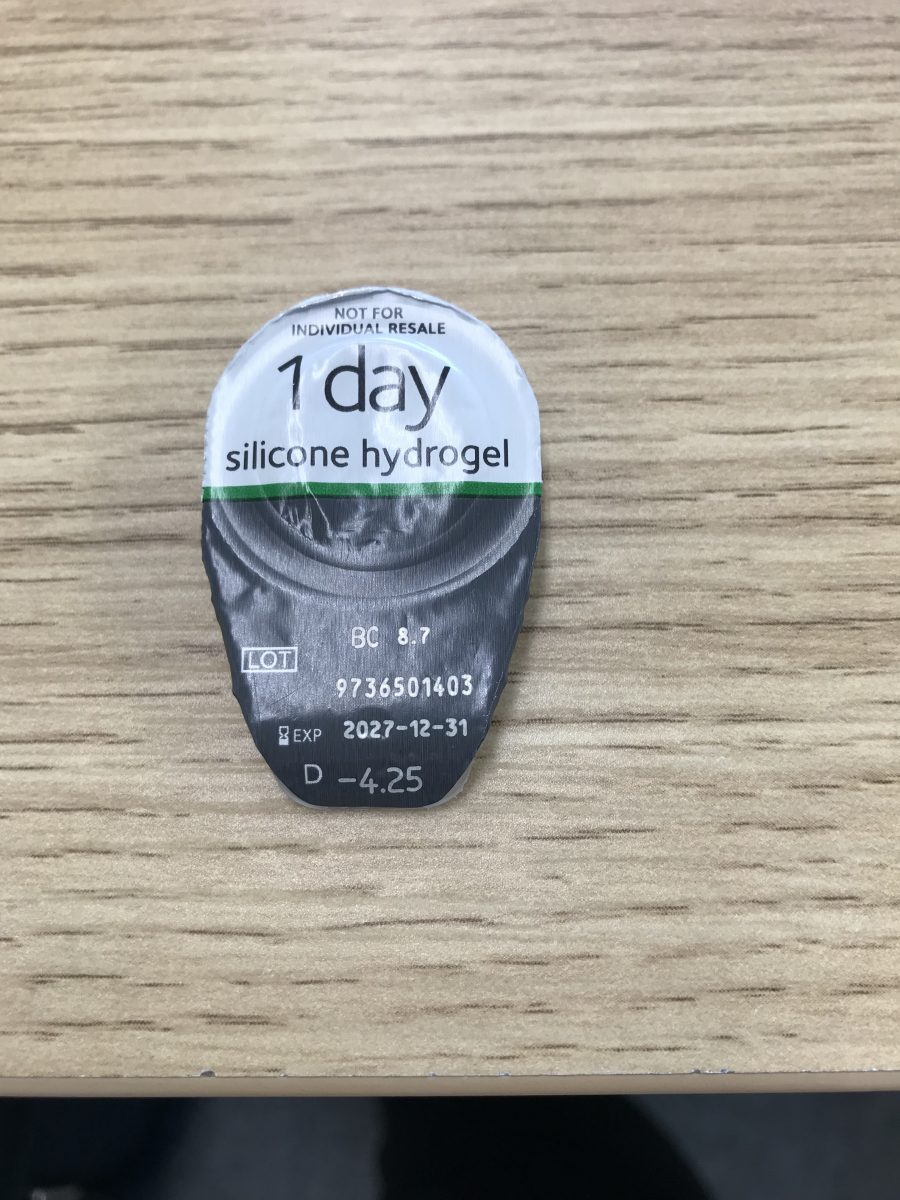 NOT FOR
INDIVIDUAL RESALE
1 day
silicone hydrogel
BC 8.7
LOT
9736501403
EXP 2027-12-31
D -4.25